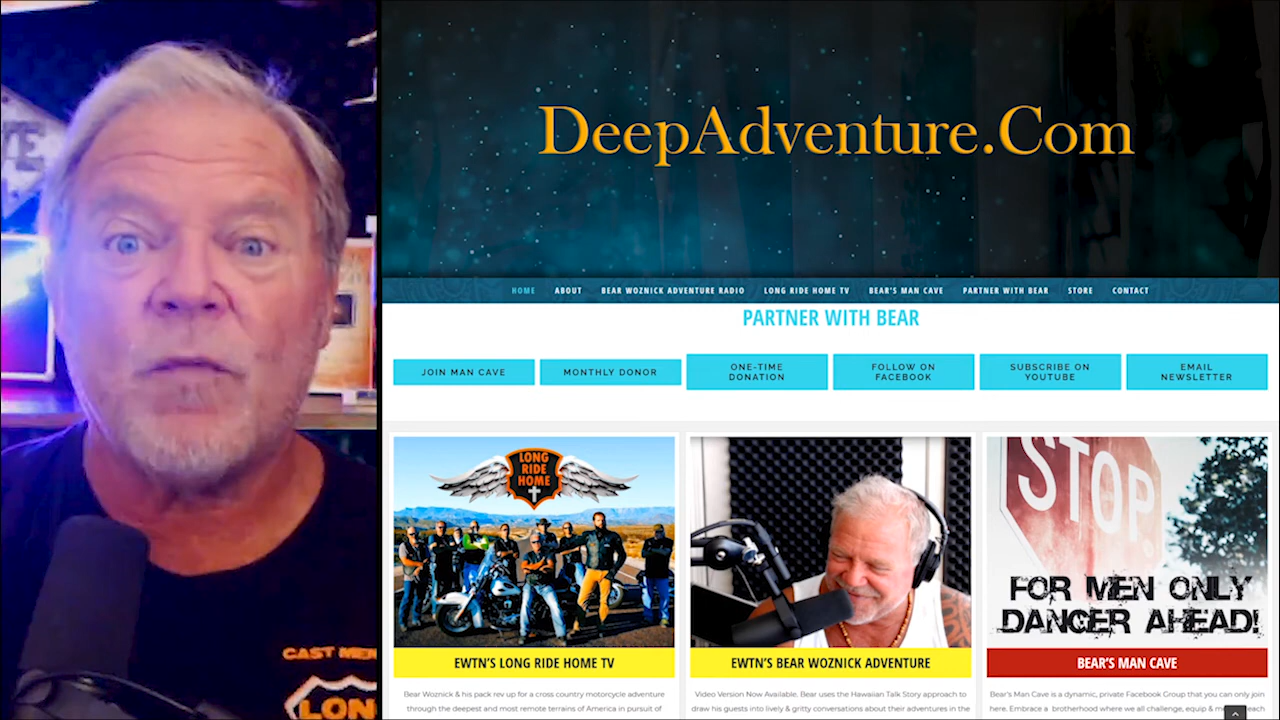 CAST MEN
LON
DeepAdventure.Com
HOME ABOUT BEAR WOZNICK ADVENTURE RADIO LONG RIDE HOME TV BEAR'S MAN CAVE PARTNER WITH BEAR STORE CONTACT
PARTNER WITH BEAR
JOIN MAN CAVE
MONTHLY DONOR
ONE-TIME
DONATION
FOLLOW ON
FACEBOOK
SUBSCRIBE ON
YOUTUBE
EMAIL
NEWSLETTER
LONG
RIDE
HOME
EWTN'S LONG RIDE HOME TV
Bear Woznick & his pack rev up for a cross country motorcycle adventure
through the deepest and most remote terrains of America in pursuit of
EWTN'S BEAR WOZNICK ADVENTURE
Video Version Now Available. Bear uses the Hawaiian Talk Story approach to
draw his guests into lively & gritty conversations about their adventures in the
STOP
FOR MEN ONLY
DANGER AHEAD!
BEAR'S MAN CAVE
Bear's Man Cave is a dynamic, private Facebook Group that you can only join
here. Embrace a brotherhood where we all challenge, equip &